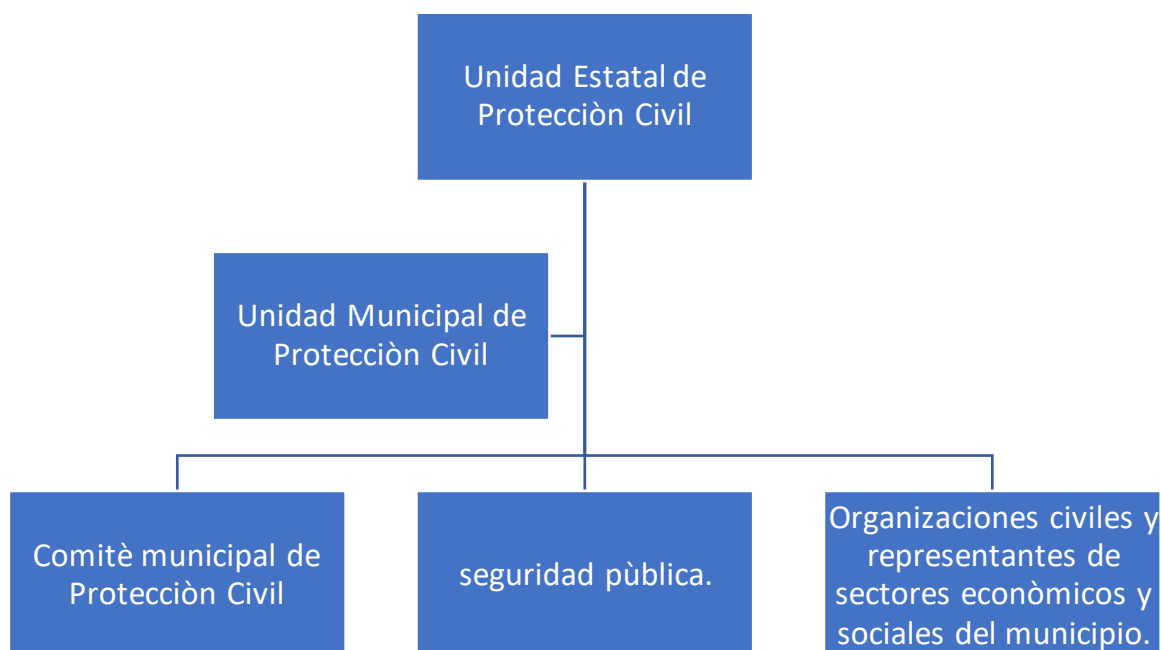 Unidad Estatal de
Protecciòn Civil
Unidad Municipal de
Protecciòn Civil
Comitè municipal de
Protecciòn Civil
seguridad pùblica.
Organizaciones civiles y
representantes de
sectores econòmicos y
sociales del municipio.